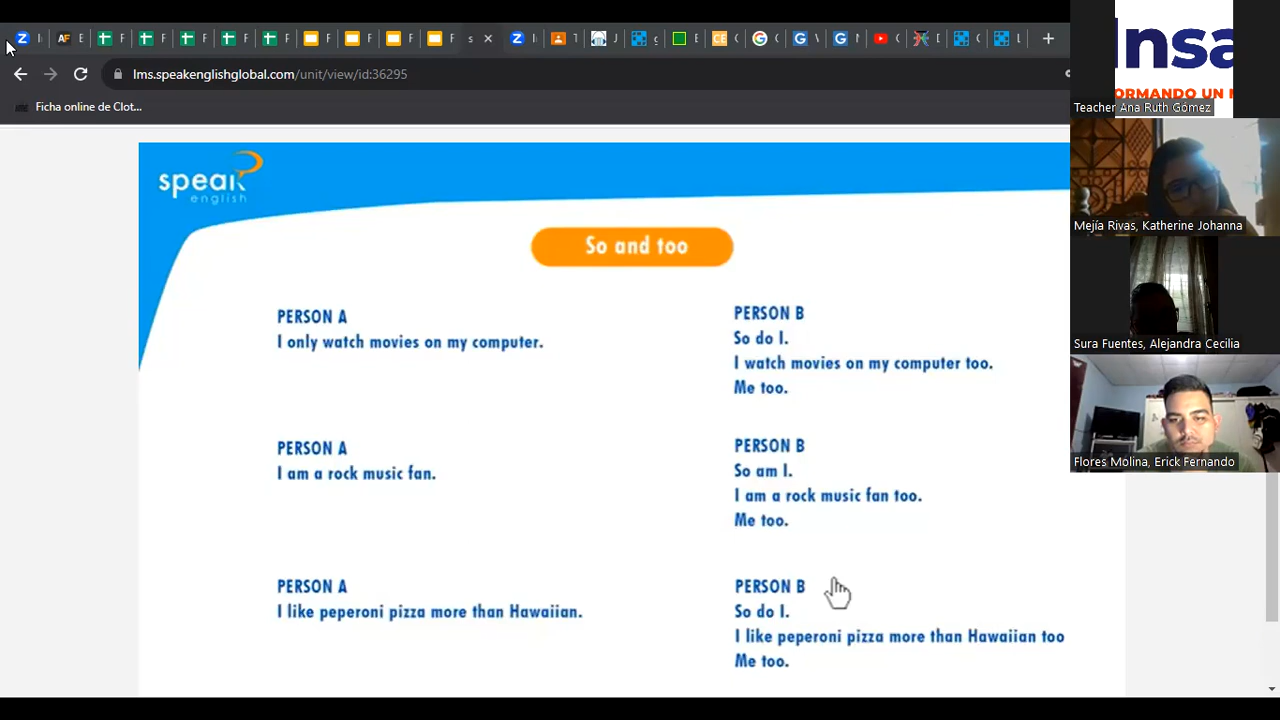 lms.speakenglishglobal.com/unit/view/id:36295
Ficha online de Clot...
speak
english
So and too
PERSON A
I only watch movies on my computer.
PERSON B
So do I.
I watch movies on my computer too.
Me too.
PERSON A
I am a rock music fan.
PERSON B
So am I.
I am a rock music fan too.
Me too.
PERSON A
I like peperoni pizza more than Hawaiian.
PERSON B
So do I.
I like peperoni pizza more than Hawaiian too
Me too.
Insa
ORMANDO UN
Teacher Ana Ruth Gómez
Mejía Rivas, Katherine Johanna
Sura Fuentes, Alejandra Cecilia
Flores Molina, Erick Fernando